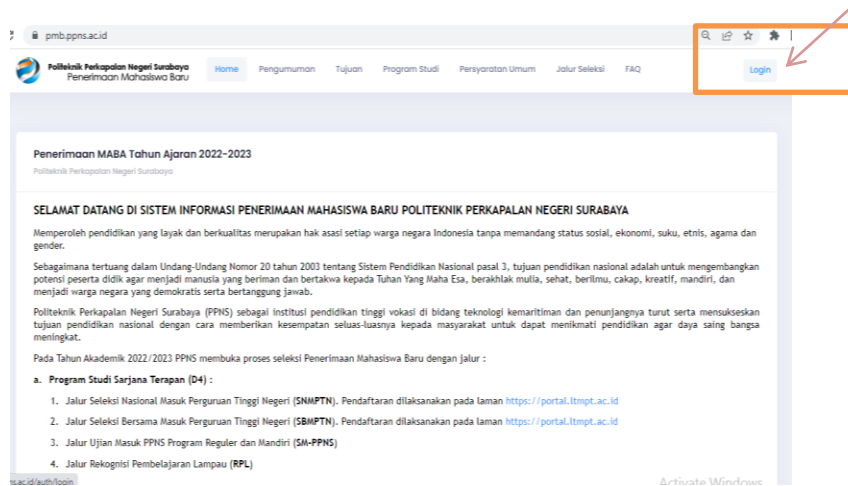 pmb.ppns.ac.id
Politeknik Perkapalan Negeri Surabaya
Penerimaan Mahasiswa Baru
Home Pengumuman Tujuan Program Studi Persyaratan Umum Jalur Seleksi FAQ Login
Penerimaan MABA Tahun Ajaran 2022-2023
Politeknik Perkapalan Negeri Surabaya
SELAMAT DATANG DI SISTEM INFORMASI PENERIMAAN MAHASISWA BARU POLITEKNIK PERKAPALAN NEGERI SURABAYA
Memperoleh pendidikan yang layak dan berkualitas merupakan hak asasi setiap warga negara Indonesia tanpa memandang status sosial, ekonomi, suku, etnis, agama dan
gender.
Sebagaimana tertuang dalam Undang-Undang Nomor 20 tahun 2003 tentang Sistem Pendidikan Nasional pasal 3, tujuan pendidikan nasional adalah untuk mengembangkan
potensi peserta didik agar menjadi manusia yang beriman dan bertakwa kepada Tuhan Yang Maha Esa, berakhlak mulia, sehat, berilmu, cakap, kreatif, mandiri, dan
menjadi warga negara yang demokratis serta bertanggung jawab.
Politeknik Perkapalan Negeri Surabaya (PPNS) sebagai institusi pendidikan tinggi vokasi di bidang teknologi kemaritiman dan penunjangnya turut serta mensukseskan
tujuan pendidikan nasional dengan cara memberikan kesempatan seluas-luasnya kepada masyarakat untuk dapat menikmati pendidikan agar daya saing bangsa
meningkat.
Pada Tahun Akademik 2022/2023 PPNS membuka proses seleksi Penerimaan Mahasiswa Baru dengan jalur :
a. Program Studi Sarjana Terapan (D4) :
1. Jalur Seleksi Nasional Masuk Perguruan Tinggi Negeri (SNMPTN). Pendaftaran dilaksanakan pada laman https://portal.ltmpt.ac.id
2. Jalur Seleksi Bersama Masuk Perguruan Tinggi Negeri (SBMPTN). Pendaftaran dilaksanakan pada laman https://portal.ltmpt.ac.id
3. Jalur Ujian Masuk PPNS Program Reguler dan Mandiri (SM-PPNS)
4. Jalur Rekognisi Pembelajaran Lampau (RPL)
ns.ac.id/auth/login
Activate Windows